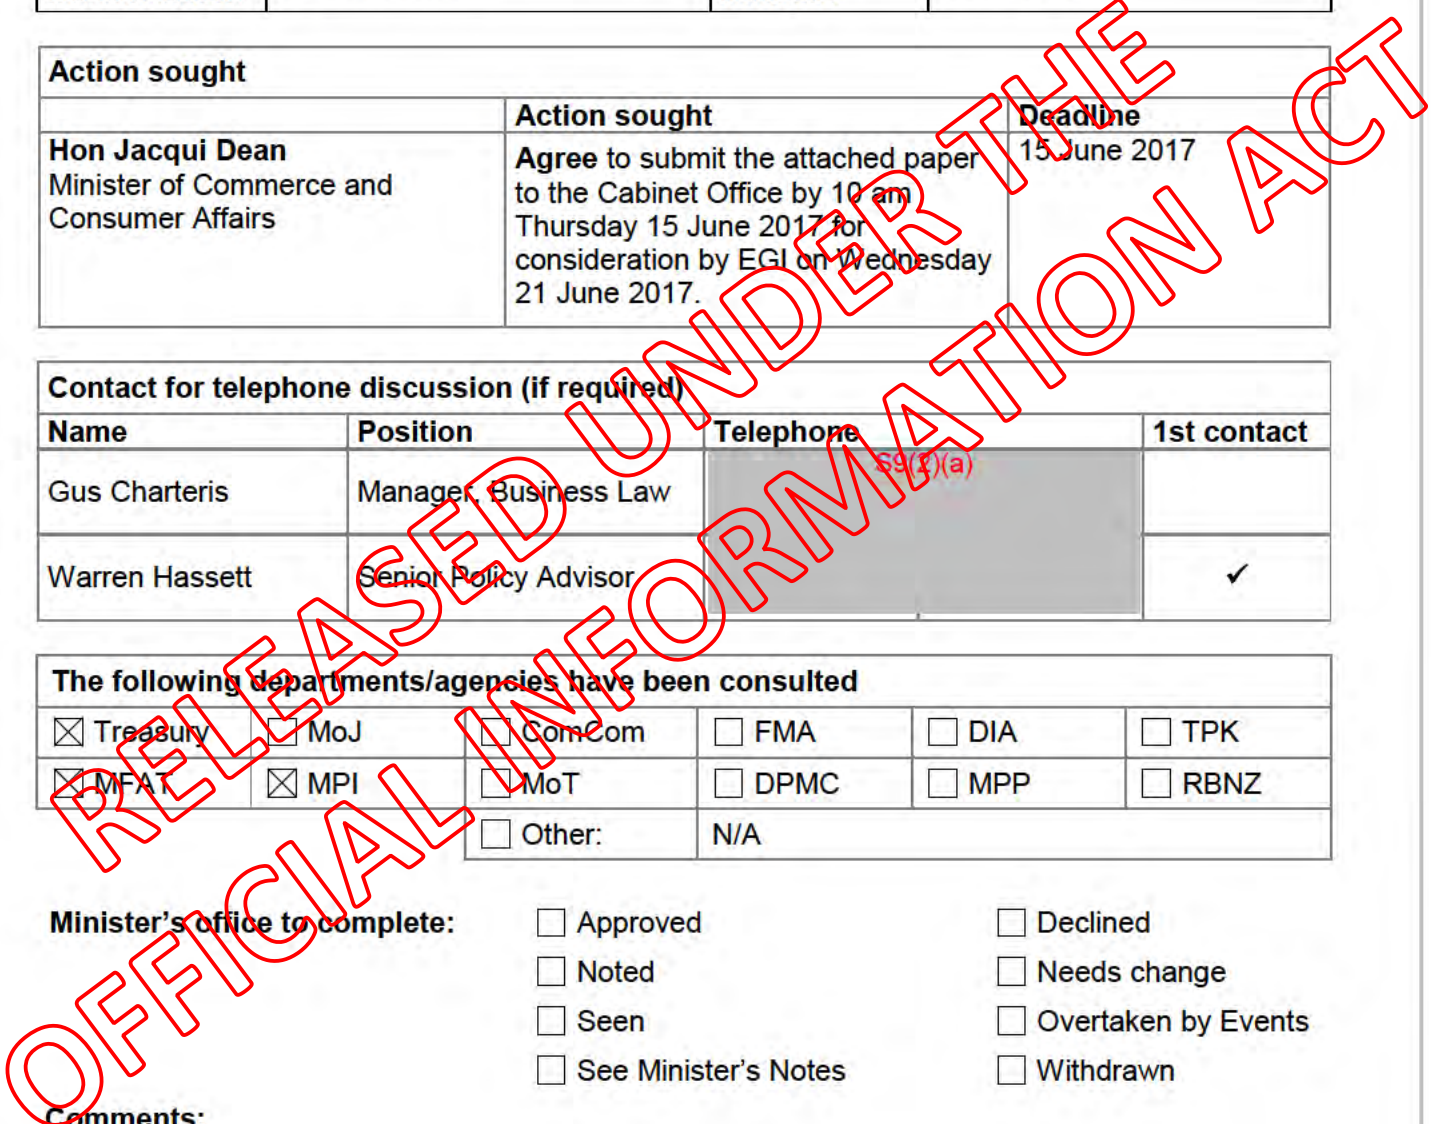 Action sought
Action sought Deadline
Hon Jacqui Dean
Minister of Commerce and
Consumer Affairs
Agree to submit the attached paper
to the Cabinet Office by 10 am
Thursday 15 June 2017 for
consideration by EGI on Wednesday
21 June 2017.
15 June 2017
Contact for telephone discussion (if required)
Name Position Telephone 1st contact
Gus Charteris Manager, Business Law
S9(2)(a)
Warren Hassett Senior Policy Advisor ✓
The following departments/agencies have been consulted
☒ Treasury ☐ MoJ ☐ ComCom ☐ FMA ☐ DIA ☐ TPK
☒ MFAT ☒ MPI ☐ MoT ☐ DPMC ☐ MPP ☐ RBNZ
☐ Other: N/A
Minister's office to complete: ☐ Approved ☐ Declined
☐ Noted ☐ Needs change
☐ Seen ☐ Overtaken by Events
☐ See Minister's Notes ☐ Withdrawn
Comments:
RELEASED UNDER THE
OFFICIAL INFORMATION ACT